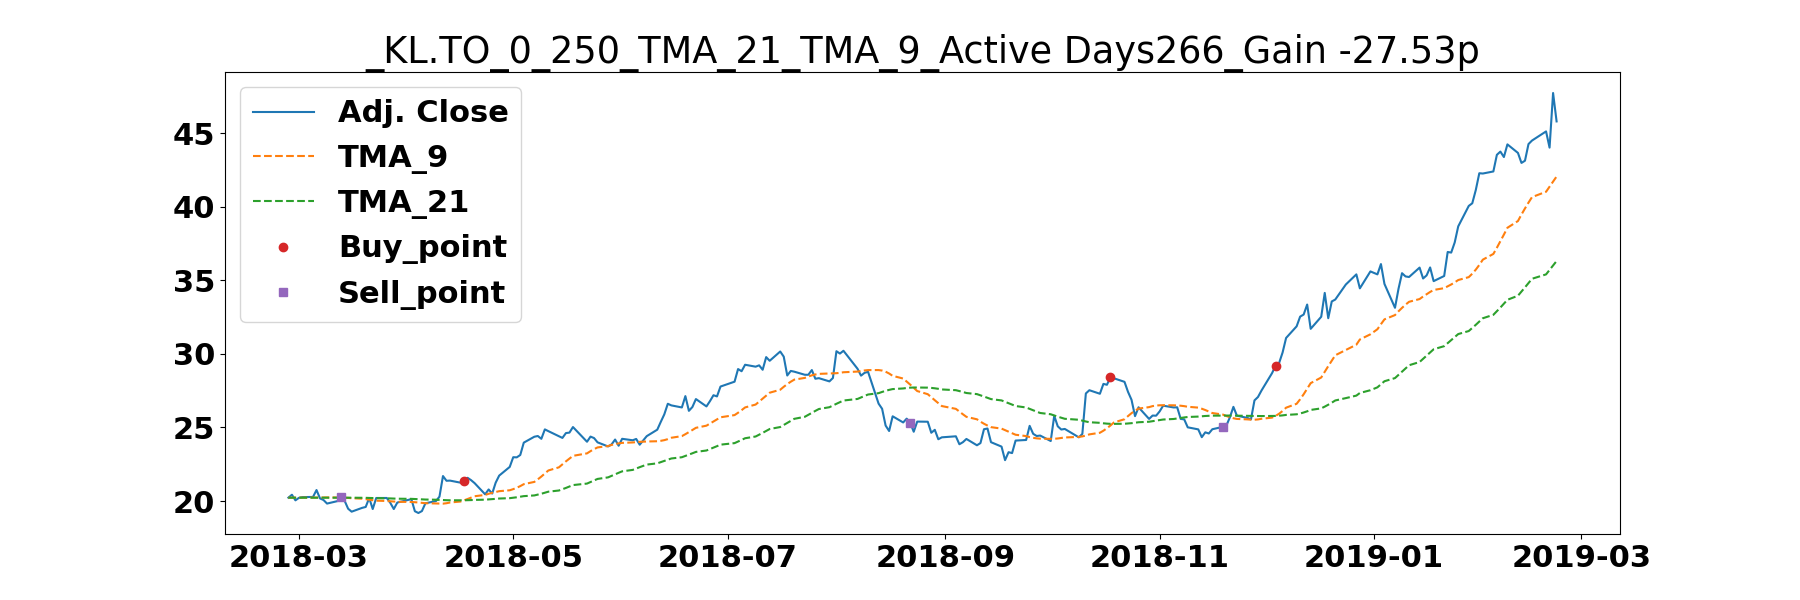 _KL.TO_0_250_TMA_21_TMA_9_Active Days266_Gain -27.53p
Adj. Close
TMA_9
TMA_21
Buy_point
Sell_point
45
40
35
30
25
20
2018-03 2018-05 2018-07 2018-09 2018-11 2019-01 2019-03